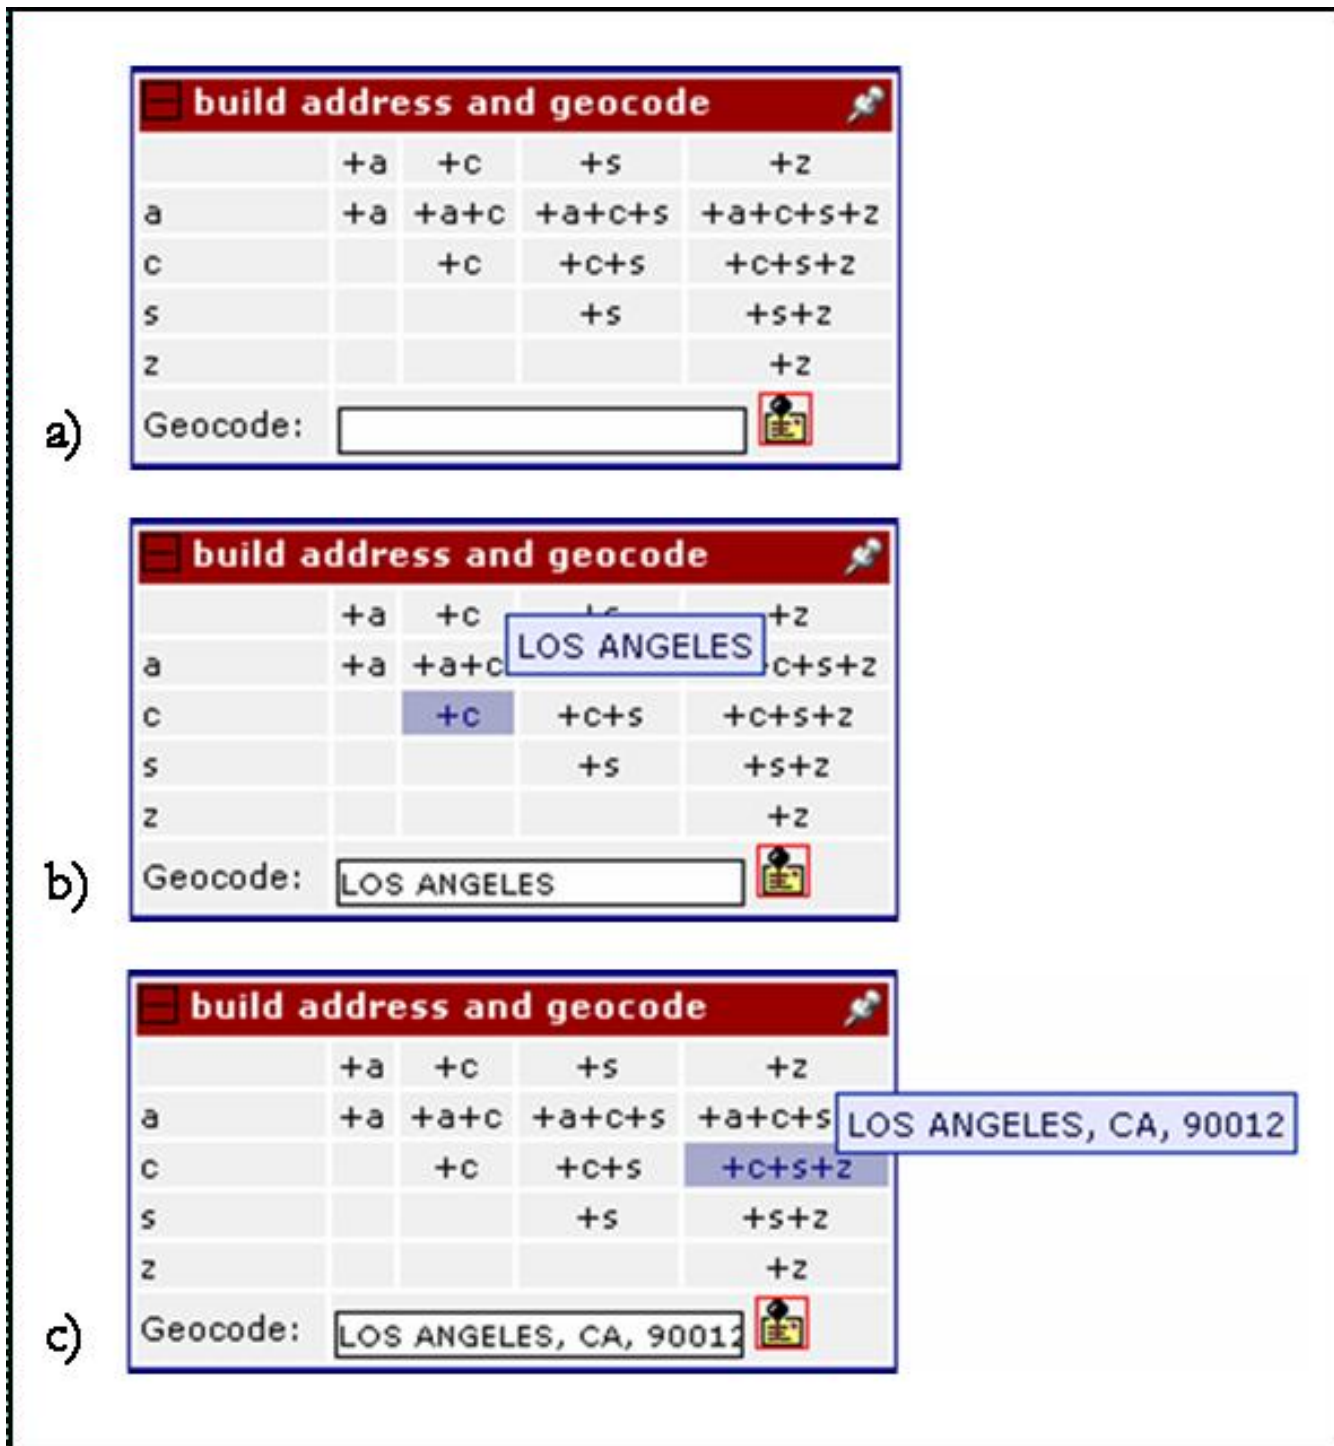 build address and geocode
+a +c +s +z
a +a +a+c +a+c+s +a+c+s+z
c +c +c+s +c+s+z
s +s +s+z
z +z
a) Geocode:
build address and geocode
+a +c +z
LOS ANGELES
a +a +a+c c+s+z
c +c +c+s +c+s+z
s +s +s+z
z +z
b) Geocode: LOS ANGELES
build address and geocode
+a +c +s +z
a +a +a+c +a+c+s +a+c+s LOS ANGELES, CA, 90012
c +c +c+s +c+s+z
s +s +s+z
z +z
c) Geocode: LOS ANGELES, CA, 90012